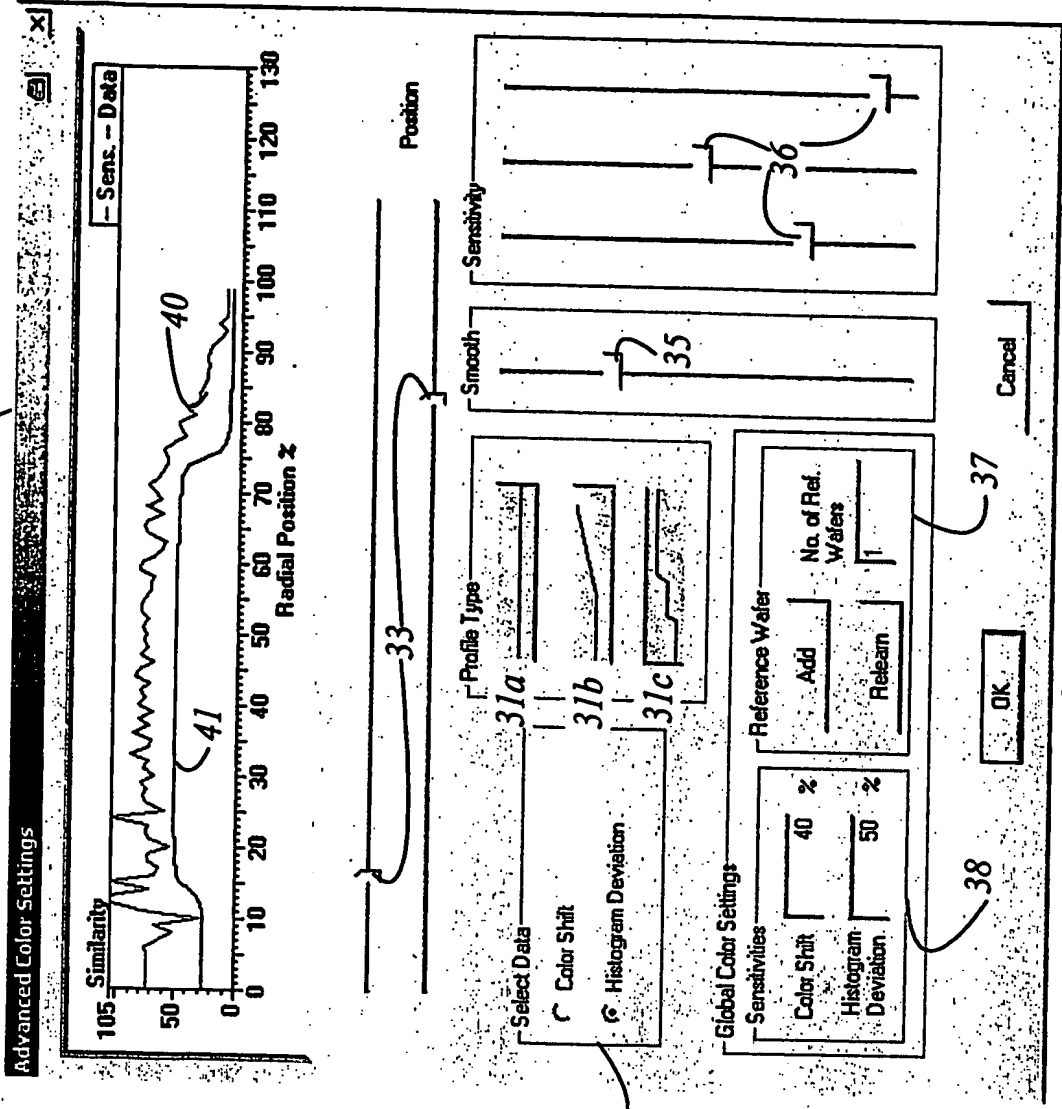 Advanced Color Settings
Similarity
– Sens. – Data
105
50
0
40
41
0 10 20 30 40 50 60 70 80 90 100 110 120 130
Radial Position %
33
Position
Select Data
Color Shift
Histogram Deviation
Profile Type
31a
31b
31c
Smooth
35
Sensitivity
36
Global Color Settings
Sensitivities
Color Shift 40 %
Histogram Deviation 50 %
38
Reference Wafer
Add
Relearn
No. of Ref. Wafers
1
37
OK
Cancel